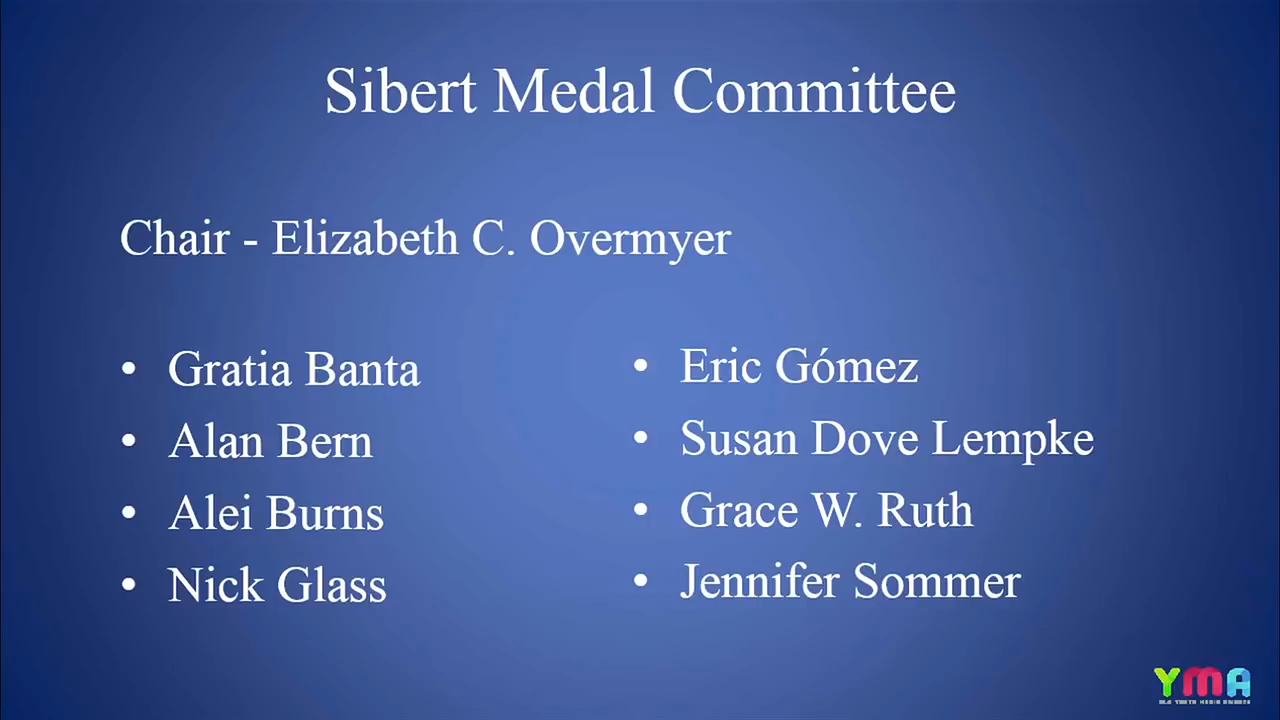 Sibert Medal Committee
Chair - Elizabeth C. Overmyer
• Gratia Banta
• Alan Bern
• Alei Burns
• Nick Glass
• Eric Gómez
• Susan Dove Lempke
• Grace W. Ruth
• Jennifer Sommer
YMA